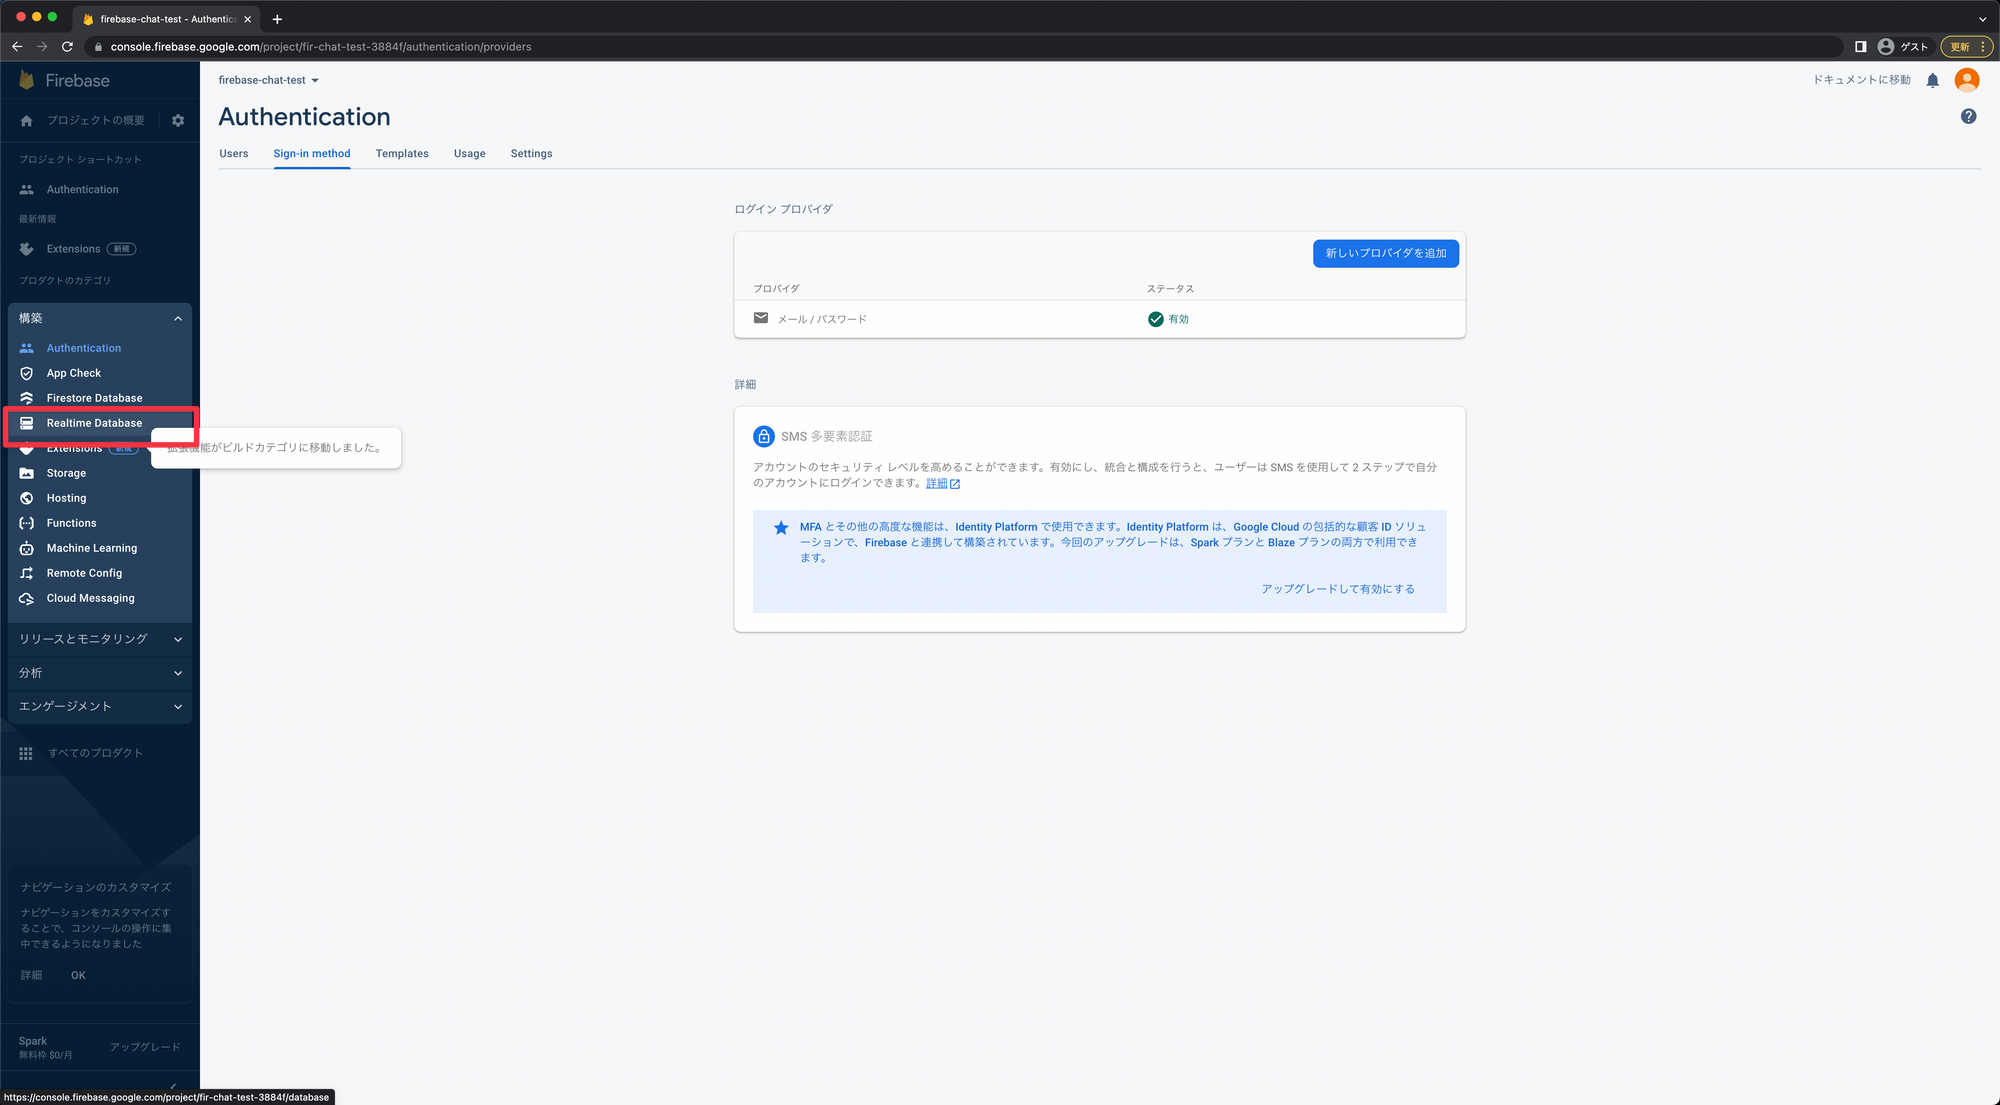 firebase-chat-test - Authentic
console.firebase.google.com/project/fir-chat-test-3884f/authentication/providers
ゲスト
更新
Firebase
プロジェクトの概要
プロジェクト ショートカット
Authentication
最新情報
Extensions 新規
プロダクトのカテゴリ
構築
Authentication
App Check
Firestore Database
Realtime Database
Extensions 新規
Storage
Hosting
Functions
Machine Learning
Remote Config
Cloud Messaging
リリースとモニタリング
分析
エンゲージメント
すべてのプロダクト
ナビゲーションのカスタマイズ
ナビゲーションをカスタマイズす
ることで、コンソールの操作に集
中できるようになりました
詳細 OK
Spark
無料枠 $0/月
アップグレード
https://console.firebase.google.com/project/fir-chat-test-3884f/database
拡張機能がビルドカテゴリに移動しました。
firebase-chat-test
ドキュメントに移動
Authentication
Users Sign-in method Templates Usage Settings
ログイン プロバイダ
新しいプロバイダを追加
プロバイダ ステータス
メール / パスワード 有効
詳細
SMS 多要素認証
アカウントのセキュリティ レベルを高めることができます。有効にし、統合と構成を行うと、ユーザーは SMS を使用して 2 ステップで自分
のアカウントにログインできます。詳細
MFA とその他の高度な機能は、Identity Platform で使用できます。Identity Platform は、Google Cloud の包括的な顧客 ID ソリュ
ーションで、Firebase と連携して構築されています。今回のアップグレードは、Spark プランと Blaze プランの両方で利用でき
ます。
アップグレードして有効にする